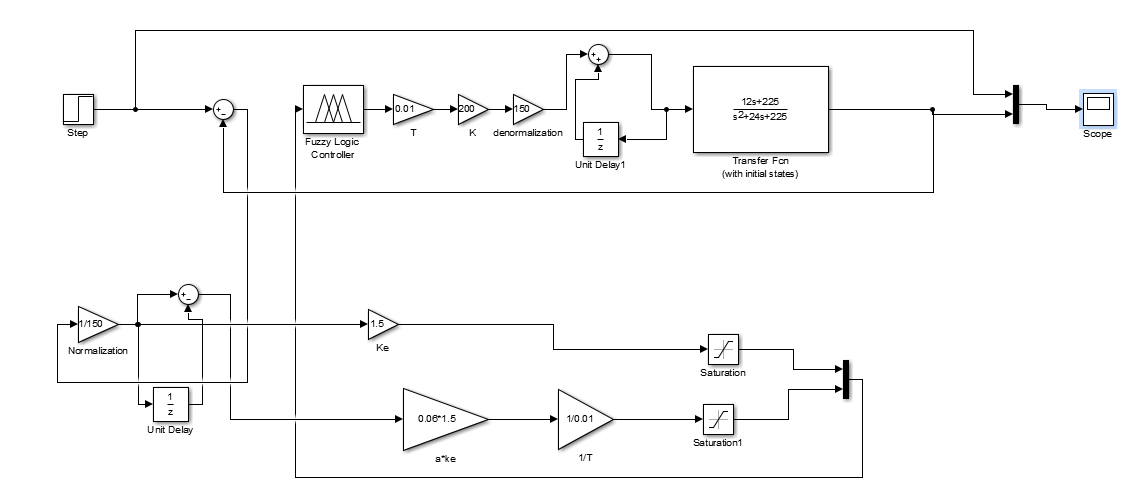 Step
+
−
Fuzzy Logic
Controller
0.01
T
200
K
150
denormalization
+
+
1
z
Unit Delay1
12s+225
s2+24s+225
Transfer Fcn
(with initial states)
Scope
1/150
Normalization
+
−
1
z
Unit Delay
1.5
Ke
0.06*1.5
a*ke
1/0.01
1/T
Saturation
Saturation1